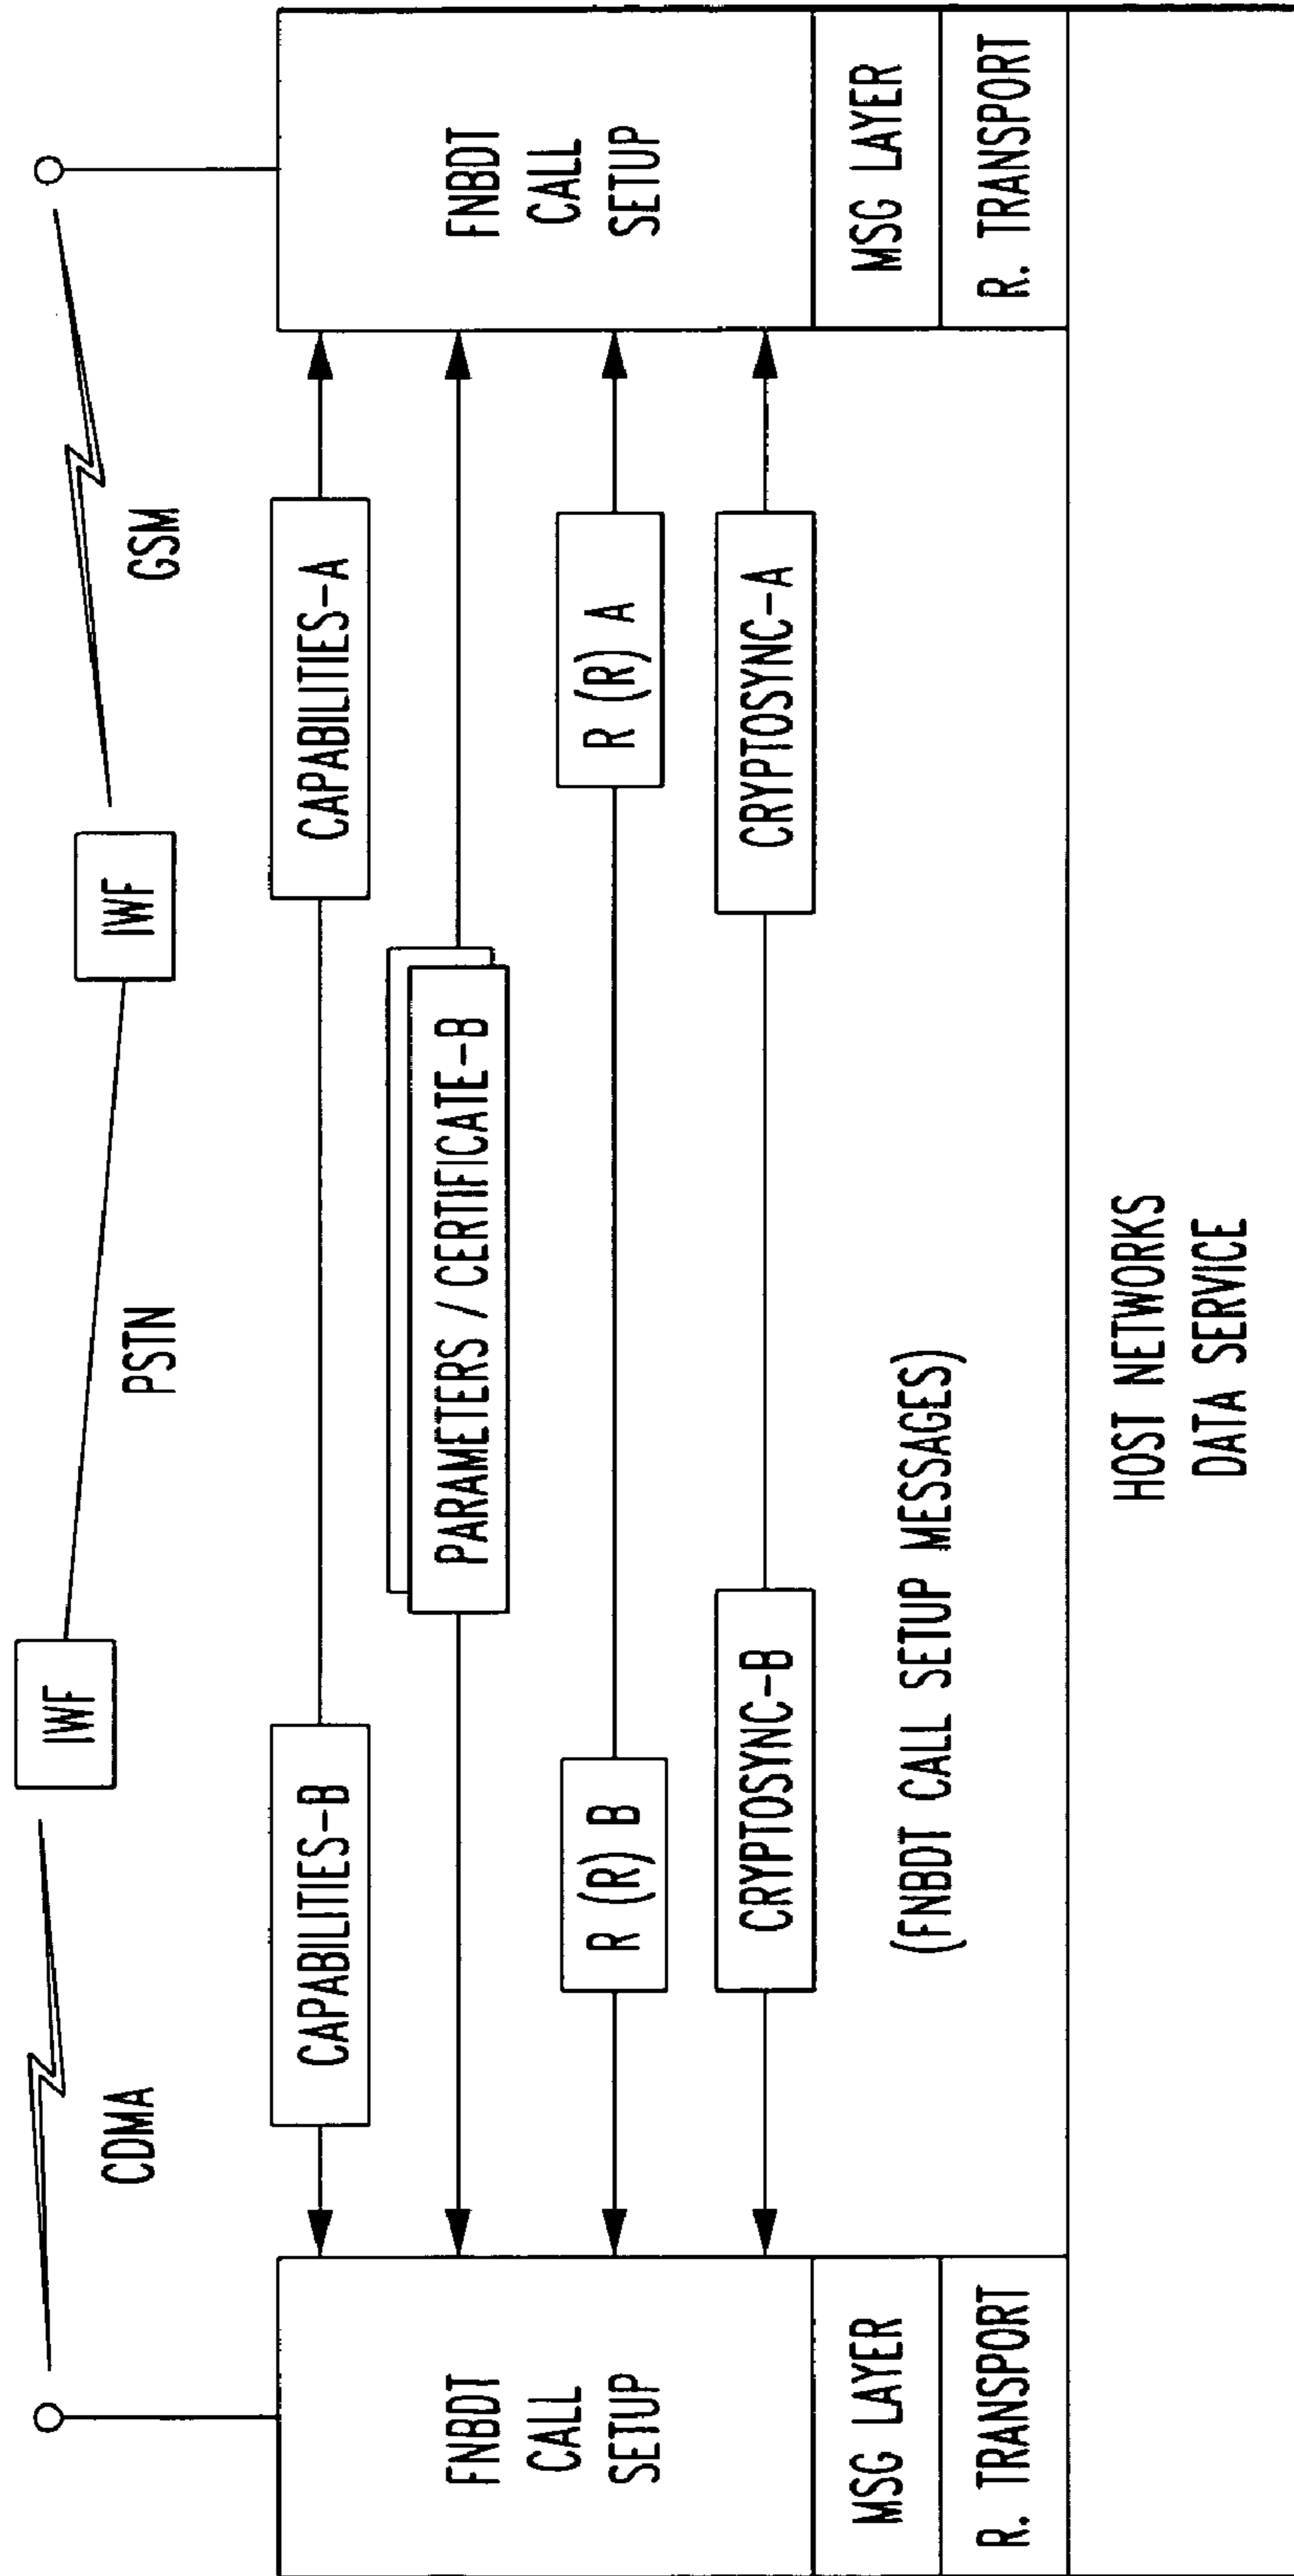 CDMA
IWF
PSTN
IWF
GSM
FNBDT
CALL
SETUP
MSG LAYER
R. TRANSPORT
CAPABILITIES-B
CAPABILITIES-A
PARAMETERS / CERTIFICATE-B
R (R) B
R (R) A
CRYPTOSYNC-B
CRYPTOSYNC-A
(FNBDT CALL SETUP MESSAGES)
FNBDT
CALL
SETUP
MSG LAYER
R. TRANSPORT
HOST NETWORKS
DATA SERVICE